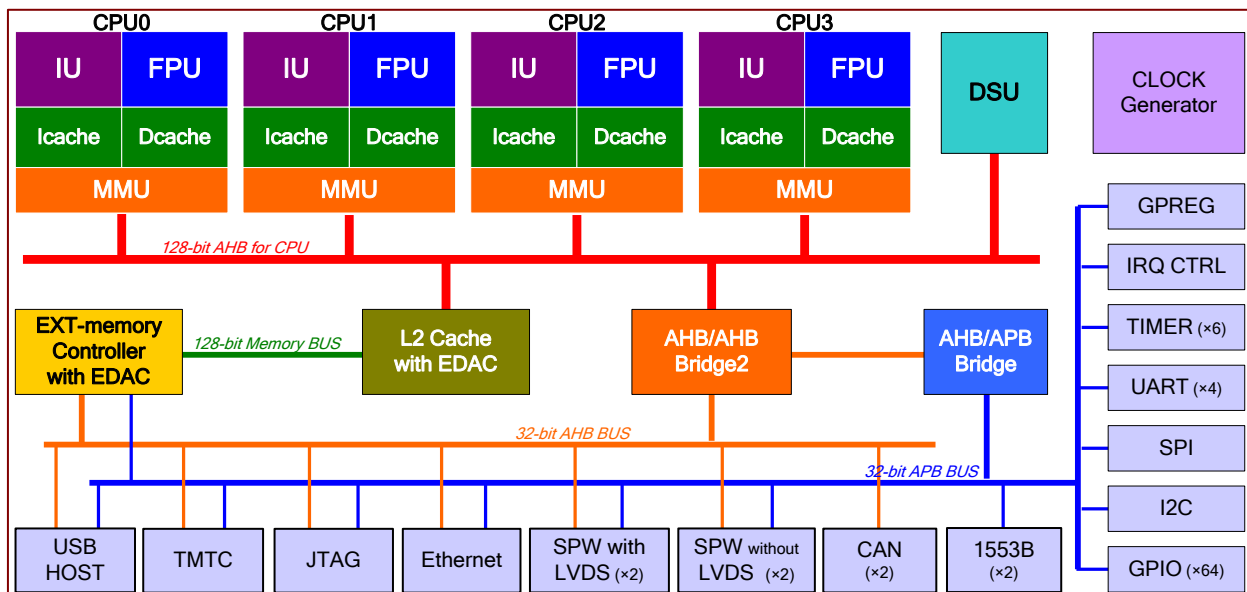 CPU0
CPU1
CPU2
CPU3
IU
FPU
IU
FPU
IU
FPU
IU
FPU
DSU
CLOCK
Generator
Icache
Dcache
Icache
Dcache
Icache
Dcache
Icache
Dcache
MMU
MMU
MMU
MMU
128-bit AHB for CPU
GPREG
IRQ CTRL
TIMER (×6)
UART (×4)
SPI
I2C
GPIO (×64)
EXT-memory
Controller
with EDAC
128-bit Memory BUS
L2 Cache
with EDAC
AHB/AHB
Bridge2
AHB/APB
Bridge
32-bit AHB BUS
32-bit APB BUS
USB
HOST
TMTC
JTAG
Ethernet
SPW with
LVDS (×2)
SPW without
LVDS (×2)
CAN
(×2)
1553B
(×2)